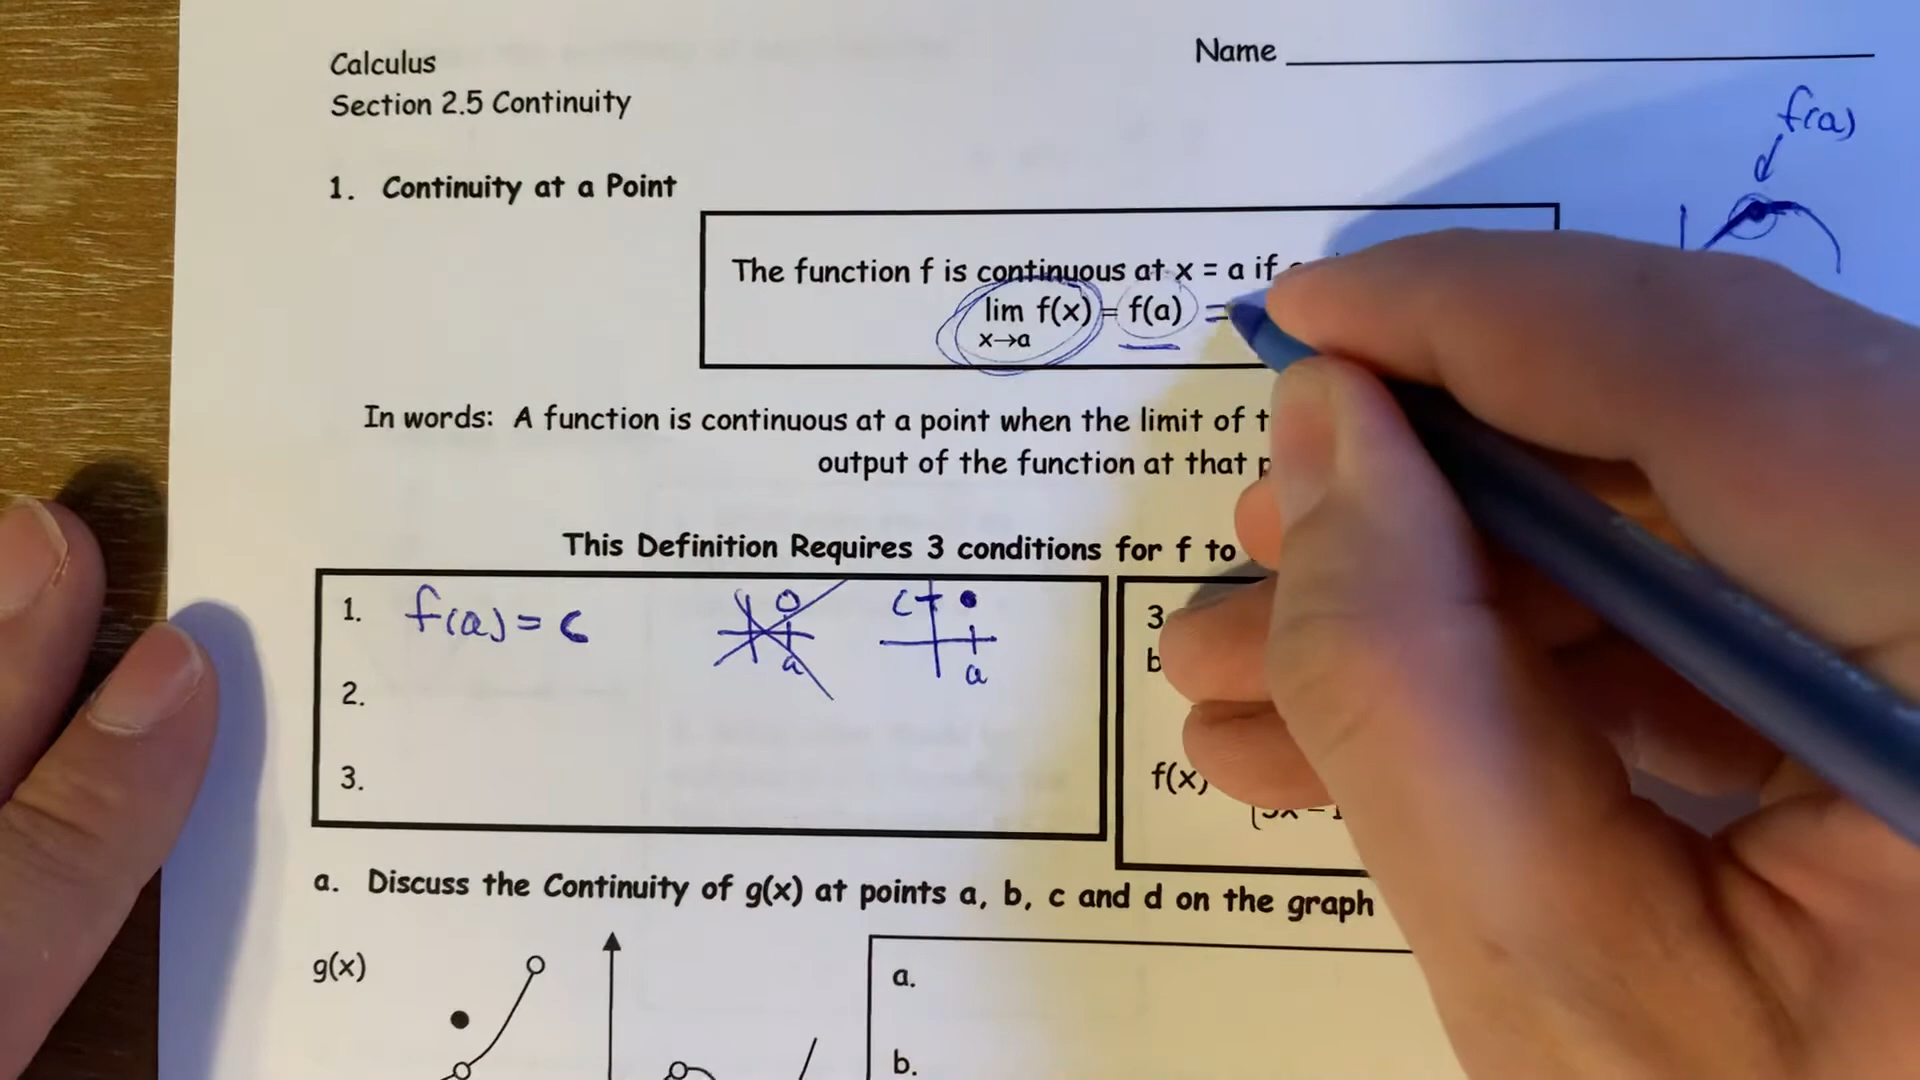 Calculus
Name
Section 2.5 Continuity
f(a)
1. Continuity at a Point
The function f is continuous at x = a if
lim f(x) = f(a) =
x→a
In words: A function is continuous at a point when the limit of
output of the function at that
This Definition Requires 3 conditions for f to
1. f(a) = c
a
c
a
2.
3.
3
b
f(x)
a. Discuss the Continuity of g(x) at points a, b, c and d on the graph
g(x)
a.
b.